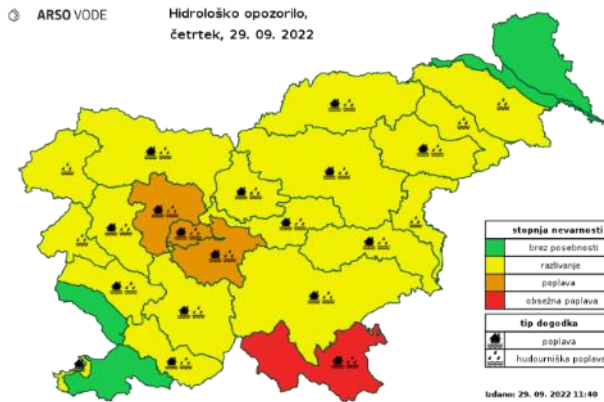 ARSO VODE
Hidrološko opozorilo,
četrtek, 29. 09. 2022
stopnja nevarnosti
brez posebnosti
razlivanje
poplava
obsežna poplava
tip dogodka
poplava
hudourniška poplava
Izdano: 29. 09. 2022 11:40